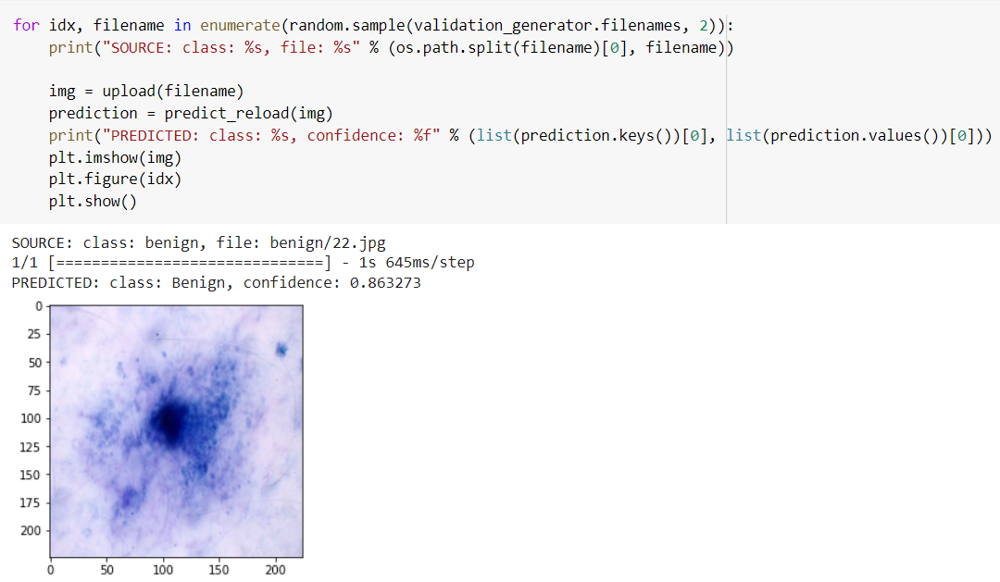 for idx, filename in enumerate(random.sample(validation_generator.filenames, 2)):
print("SOURCE: class: %s, file: %s" % (os.path.split(filename)[0], filename))
img = upload(filename)
prediction = predict_reload(img)
print("PREDICTED: class: %s, confidence: %f" % (list(prediction.keys())[0], list(prediction.values())[0]))
plt.imshow(img)
plt.figure(idx)
plt.show()
SOURCE: class: benign, file: benign/22.jpg
1/1 [==============================] - 1s 645ms/step
PREDICTED: class: Benign, confidence: 0.863273
0
25
50
75
100
125
150
175
200
0 50 100 150 200